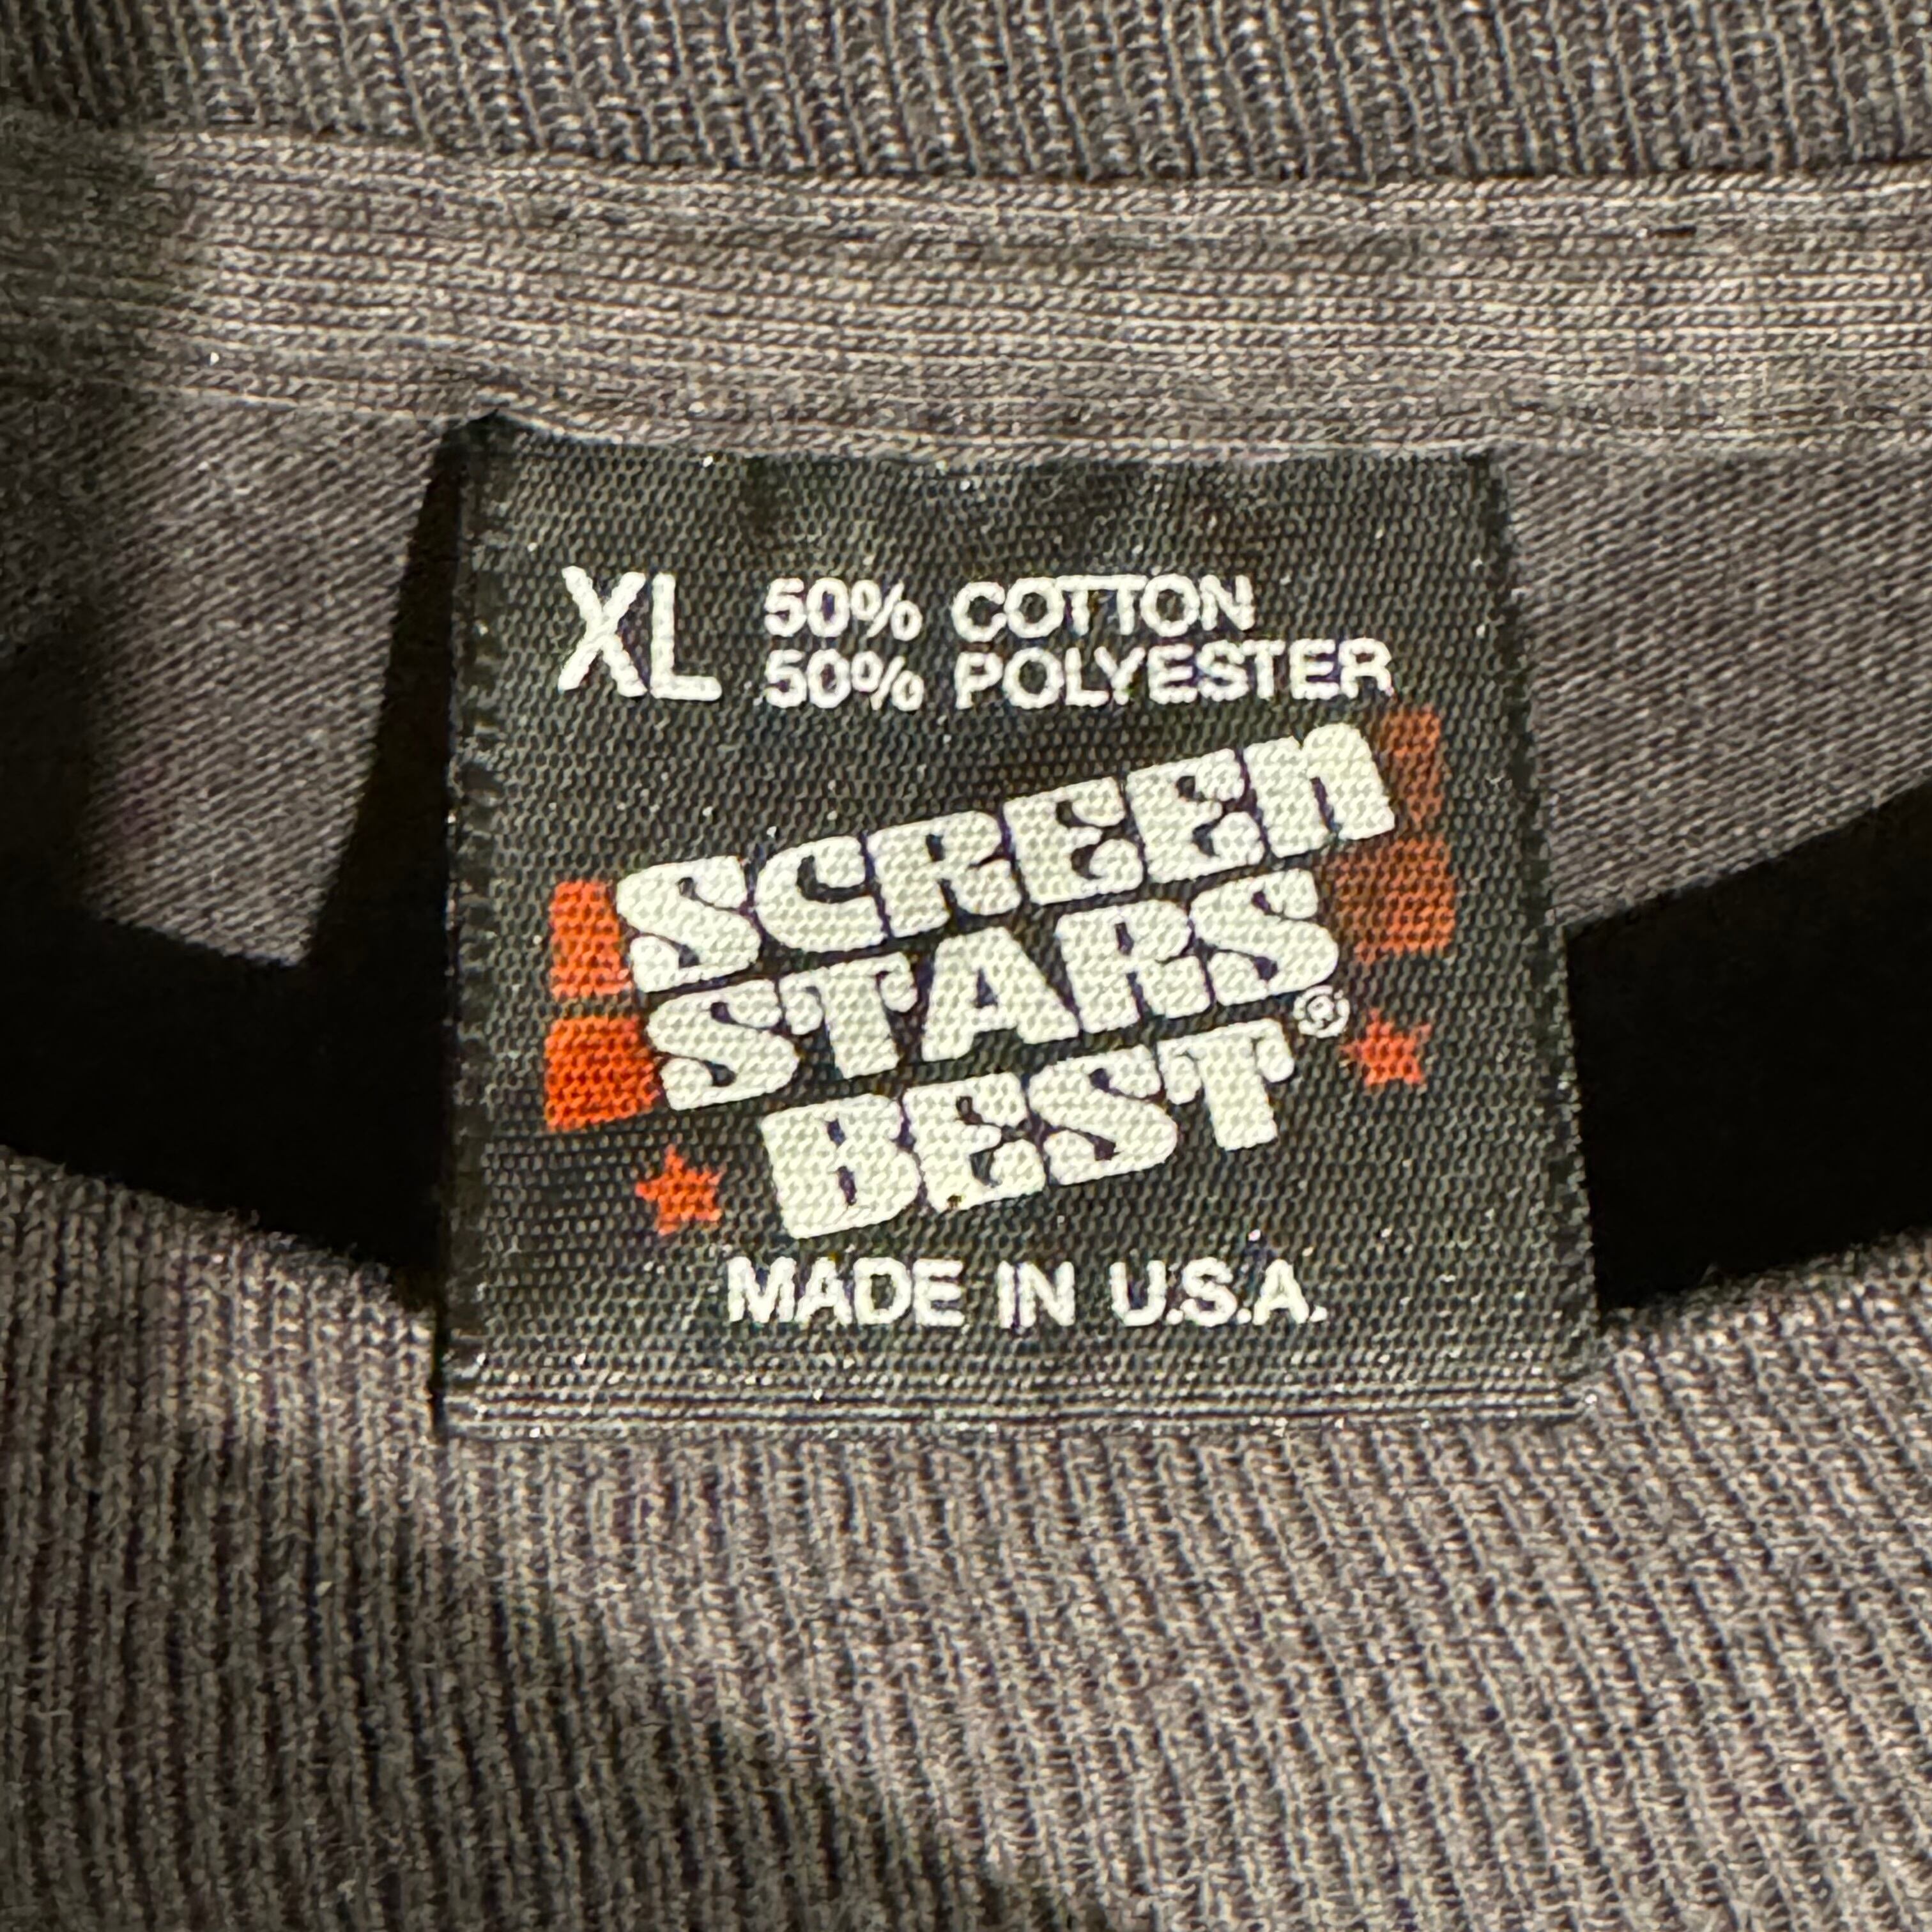 XL 50% COTTON
50% POLYESTER
SCREEN
STARS®
BEST
MADE IN U.S.A.